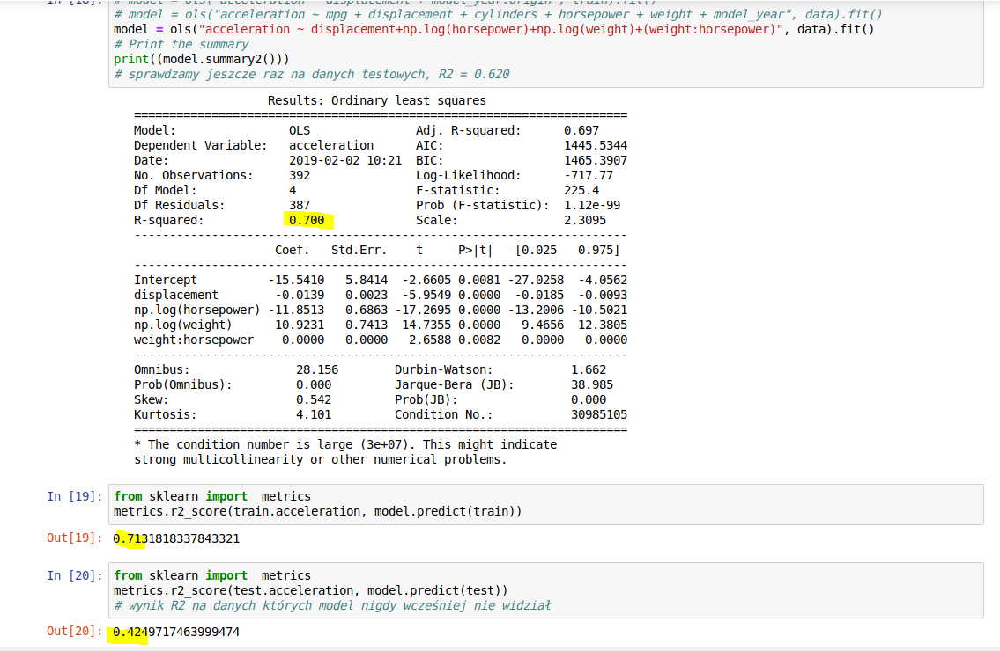 # model = ols("acceleration ~ mpg + displacement + cylinders + horsepower + weight + model_year", data).fit()
model = ols("acceleration ~ displacement+np.log(horsepower)+np.log(weight)+(weight:horsepower)", data).fit()
# Print the summary
print((model.summary2()))
# sprawdzamy jeszcze raz na danych testowych, R2 = 0.620
Results: Ordinary least squares
======================================================================
Model: OLS Adj. R-squared: 0.697
Dependent Variable: acceleration AIC: 1445.5344
Date: 2019-02-02 10:21 BIC: 1465.3907
No. Observations: 392 Log-Likelihood: -717.77
Df Model: 4 F-statistic: 225.4
Df Residuals: 387 Prob (F-statistic): 1.12e-99
R-squared: 0.700 Scale: 2.3095
----------------------------------------------------------------------
Coef. Std.Err. t P>|t| [0.025 0.975]
----------------------------------------------------------------------
Intercept -15.5410 5.8414 -2.6605 0.0081 -27.0258 -4.0562
displacement -0.0139 0.0023 -5.9549 0.0000 -0.0185 -0.0093
np.log(horsepower) -11.8513 0.6863 -17.2695 0.0000 -13.2006 -10.5021
np.log(weight) 10.9231 0.7413 14.7355 0.0000 9.4656 12.3805
weight:horsepower 0.0000 0.0000 2.6588 0.0082 0.0000 0.0000
----------------------------------------------------------------------
Omnibus: 28.156 Durbin-Watson: 1.662
Prob(Omnibus): 0.000 Jarque-Bera (JB): 38.985
Skew: 0.542 Prob(JB): 0.000
Kurtosis: 4.101 Condition No.: 30985105
======================================================================
* The condition number is large (3e+07). This might indicate
strong multicollinearity or other numerical problems.
In [19]: from sklearn import  metrics
metrics.r2_score(train.acceleration, model.predict(train))
Out[19]: 0.7131818337843321
In [20]: from sklearn import  metrics
metrics.r2_score(test.acceleration, model.predict(test))
# wynik R2 na danych których model nigdy wcześniej nie widział
Out[20]: 0.4249717463999474